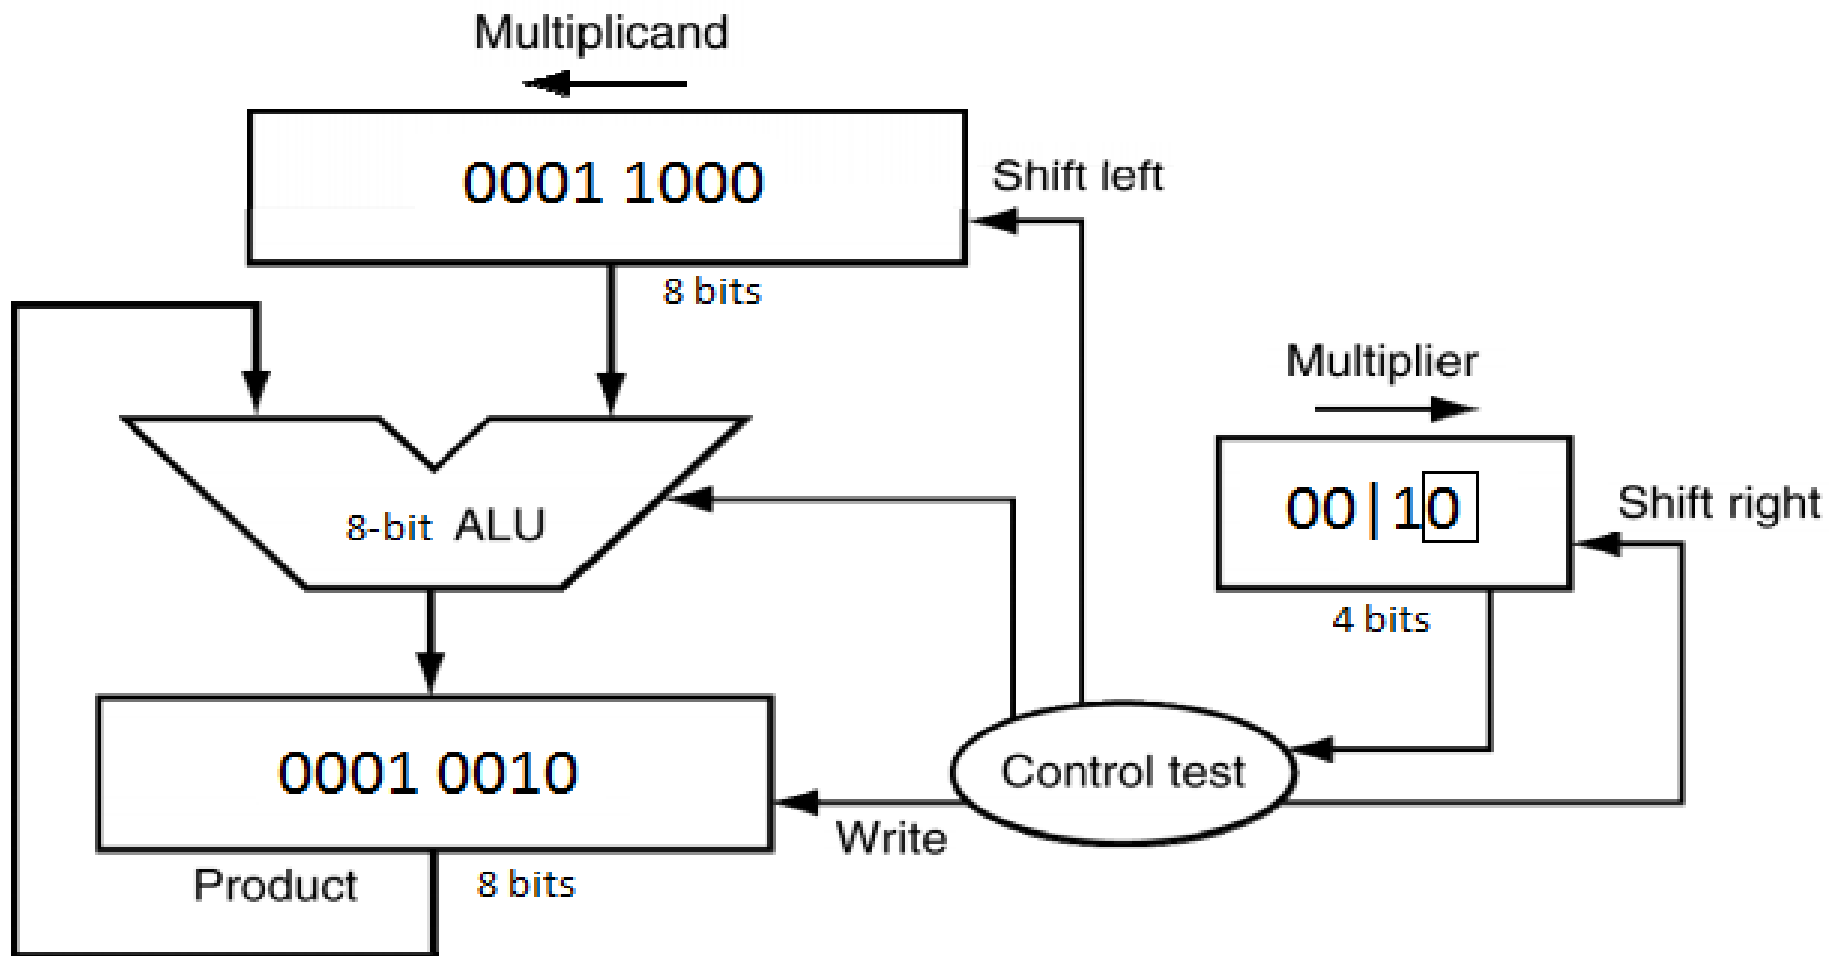 Multiplicand
0001 1000
Shift left
8 bits
Multiplier
00|10
Shift right
8-bit ALU
4 bits
0001 0010
Control test
Write
Product
8 bits